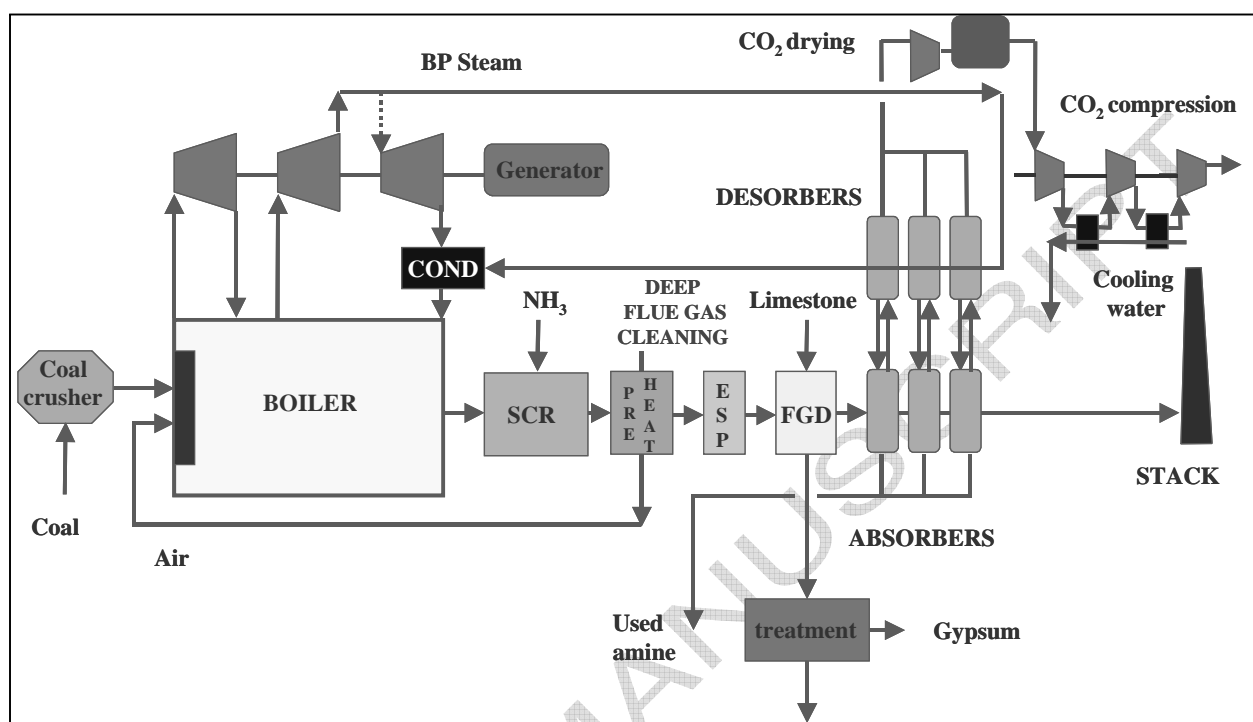 CO₂ drying
BP Steam
CO₂ compression
Generator
DESORBERS
COND
Cooling
water
NH₃
DEEP
FLUE GAS
CLEANING
Limestone
Coal
crusher
BOILER
SCR
PRE
HEAT
ESP
FGD
STACK
Coal
Air
ABSORBERS
Used
amine
treatment
Gypsum
MANUSCRIPT